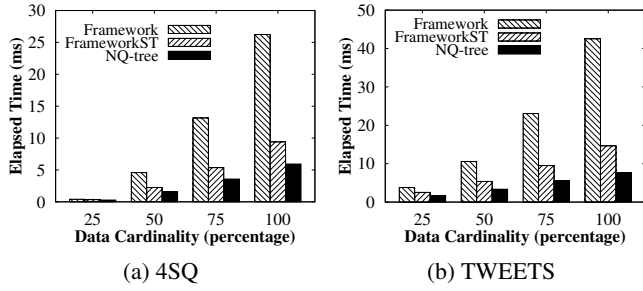 Elapsed Time (ms)
30
25
20
15
10
5
0
Framework
FrameworkST
NQ-tree
25 50 75 100
Data Cardinality (percentage)
(a) 4SQ
Elapsed Time (ms)
50
40
30
20
10
0
Framework
FrameworkST
NQ-tree
25 50 75 100
Data Cardinality (percentage)
(b) TWEETS